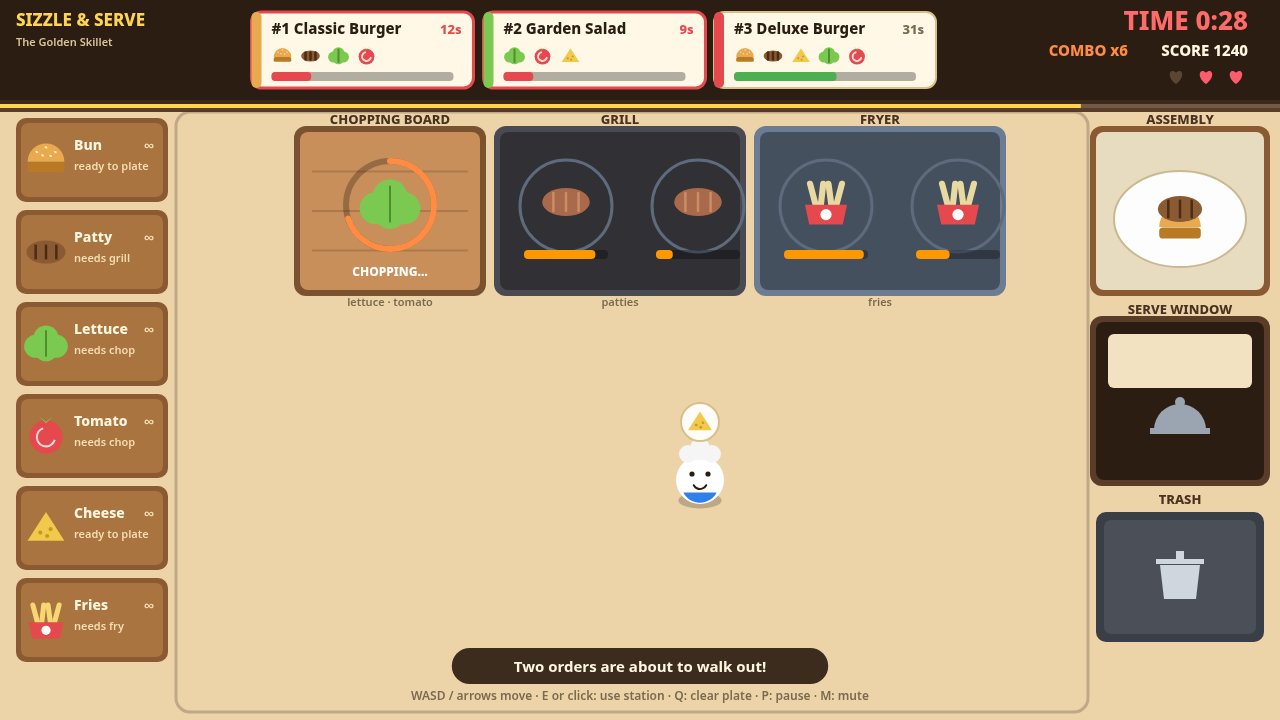 SIZZLE & SERVE
The Golden Skillet
#1 Classic Burger 12s
#2 Garden Salad 9s
#3 Deluxe Burger 31s
TIME 0:28
COMBO x6 SCORE 1240
Bun ∞
ready to plate
Patty ∞
needs grill
Lettuce ∞
needs chop
Tomato ∞
needs chop
Cheese ∞
ready to plate
Fries ∞
needs fry
CHOPPING BOARD
CHOPPING...
lettuce · tomato
GRILL
patties
FRYER
fries
ASSEMBLY
SERVE WINDOW
TRASH
Two orders are about to walk out!
WASD / arrows move · E or click: use station · Q: clear plate · P: pause · M: mute